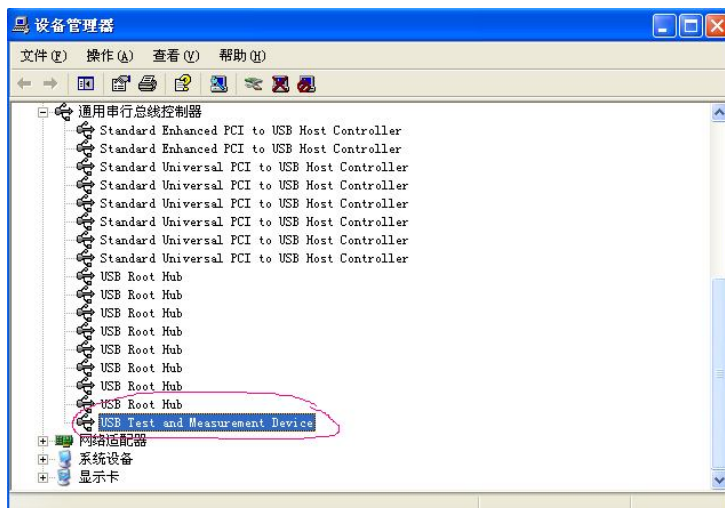 设备管理器
文件(F) 操作(A) 查看(V) 帮助(H)
通用串行总线控制器
Standard Enhanced PCI to USB Host Controller
Standard Enhanced PCI to USB Host Controller
Standard Universal PCI to USB Host Controller
Standard Universal PCI to USB Host Controller
Standard Universal PCI to USB Host Controller
Standard Universal PCI to USB Host Controller
Standard Universal PCI to USB Host Controller
Standard Universal PCI to USB Host Controller
USB Root Hub
USB Root Hub
USB Root Hub
USB Root Hub
USB Root Hub
USB Root Hub
USB Root Hub
USB Root Hub
USB Test and Measurement Device
网络适配器
系统设备
显示卡